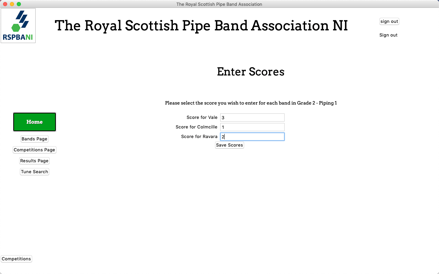 The Royal Scottish Pipe Band Association
RSPBANI
The Royal Scottish Pipe Band Association NI
sign out
Sign out
Enter Scores
Please select the score you wish to enter for each band in Grade 2 - Piping 1
Home
Score for Vale 3
Score for Colmcille 1
Score for Ravara 2
Save Scores
Bands Page
Competitions Page
Results Page
Tune Search
Competitions